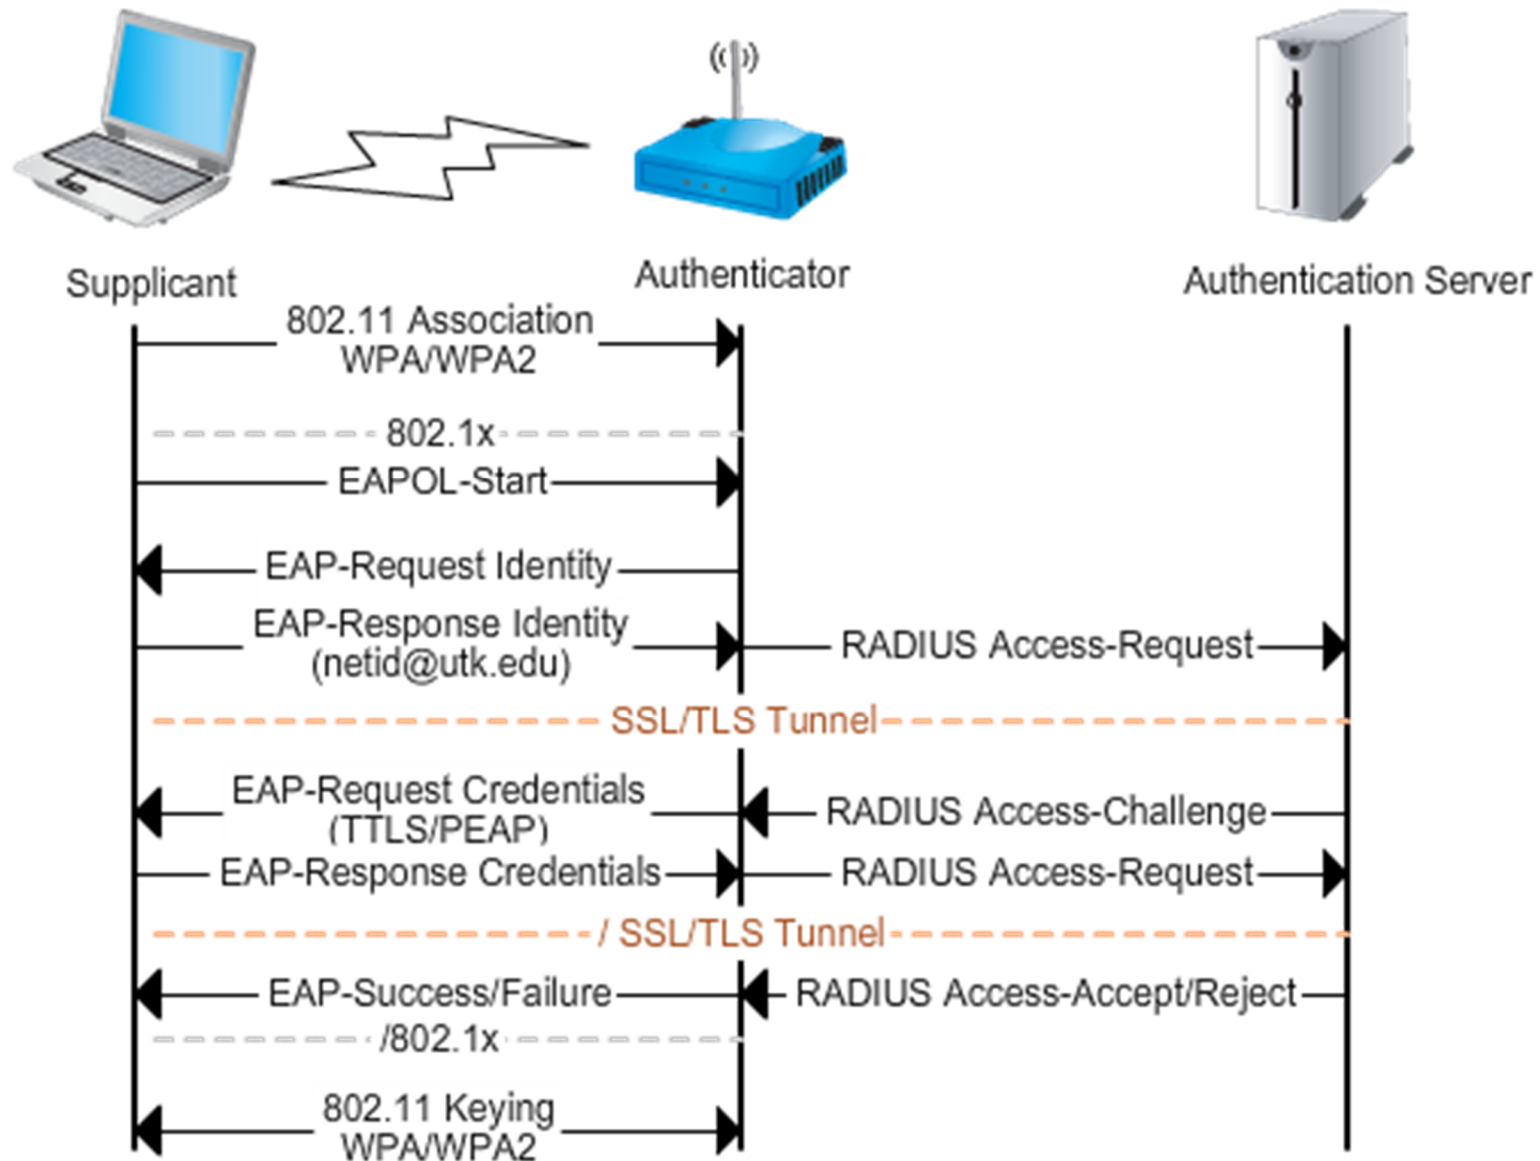 Supplicant
Authenticator
Authentication Server
802.11 Association
WPA/WPA2
802.1x
EAPOL-Start
EAP-Request Identity
EAP-Response Identity
(netid@utk.edu)
RADIUS Access-Request
SSL/TLS Tunnel
EAP-Request Credentials
(TTLS/PEAP)
RADIUS Access-Challenge
EAP-Response Credentials
RADIUS Access-Request
/ SSL/TLS Tunnel
EAP-Success/Failure
RADIUS Access-Accept/Reject
/802.1x
802.11 Keying
WPA/WPA2